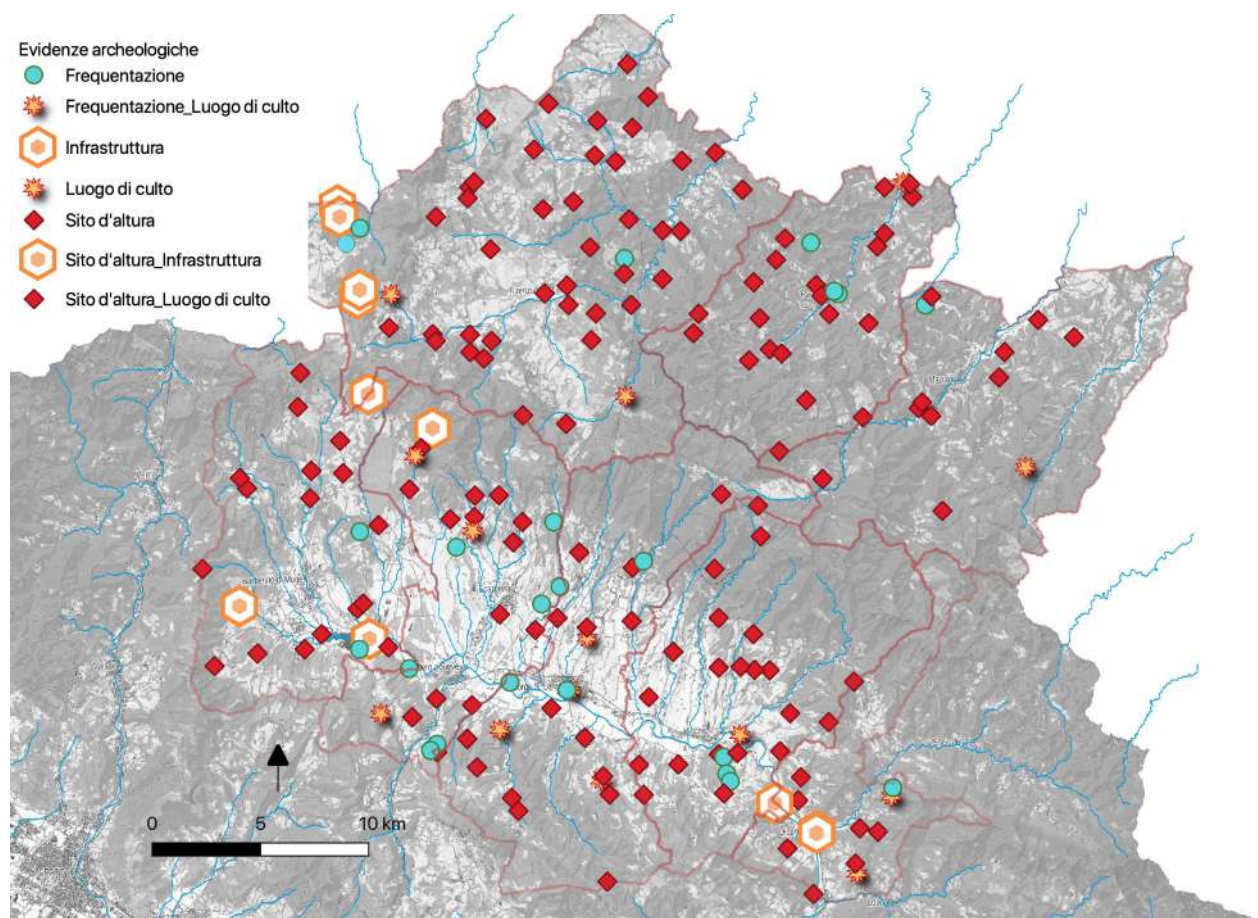 Evidenze archeologiche
Frequentazione
Frequentazione_Luogo di culto
Infrastruttura
Luogo di culto
Sito d'altura
Sito d'altura_Infrastruttura
Sito d'altura_Luogo di culto
0 5 10 km